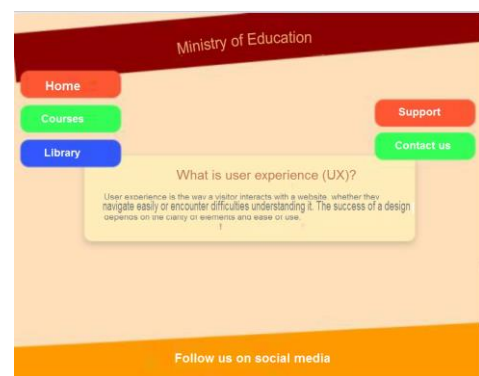 Ministry of Education
Home
Courses
Library
Support
Contact us
What is user experience (UX)?
User experience is the way a visitor interacts with a website, whether they
navigate easily or encounter difficulties understanding it. The success of a design
depends on the clarity of elements and ease of use.
Follow us on social media